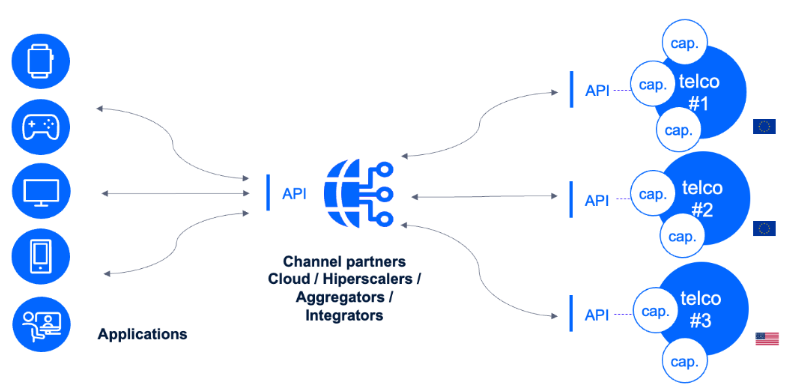 Applications
API
Channel partners
Cloud / Hiperscalers /
Aggregators /
Integrators
API
cap.
cap.
telco
#1
cap.
API
cap.
telco
#2
cap.
API
cap.
telco
#3
cap.